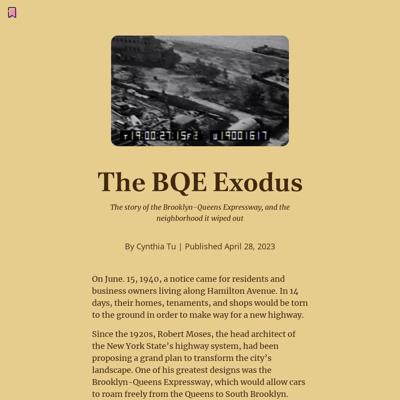 19:00:27:15
u19001617
The BQE Exodus
The story of the Brooklyn-Queens Expressway, and the
neighborhood it wiped out
By Cynthia Tu | Published April 28, 2023
On June. 15, 1940, a notice came for residents and
business owners living along Hamilton Avenue. In 14
days, their homes, tenaments, and shops would be torn
to the ground in order to make way for a new highway.
Since the 1920s, Robert Moses, the head architect of
the New York State's highway system, had been
proposing a grand plan to transform the city's
landscape. One of his greatest designs was the
Brooklyn-Queens Expressway, which would allow cars
to roam freely from the Queens to South Brooklyn.